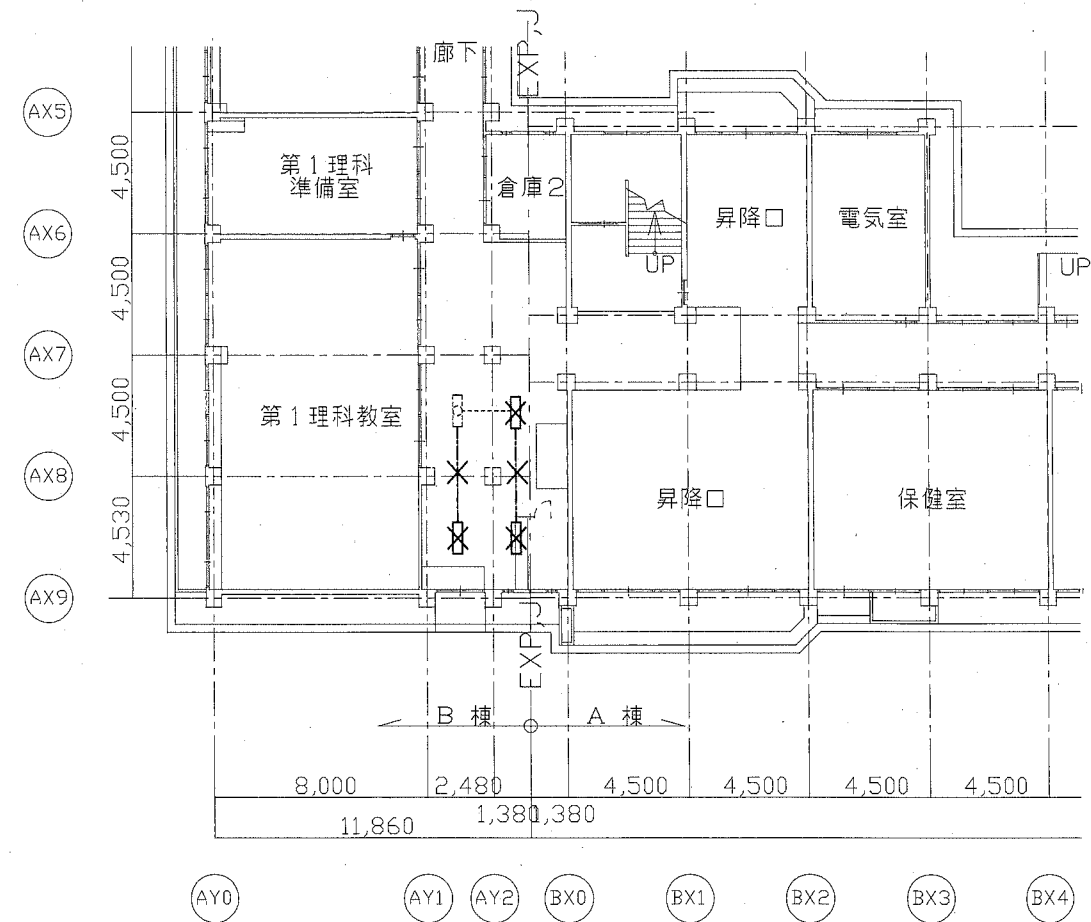 EXP,J
廊下
AX5
4,500
第1理科
準備室
倉庫2
昇降口
電気室
AX6
UP
UP
4,500
AX7
4,500
第1理科教室
AX8
昇降口
保健室
4,530
AX9
EXP,J
B 棟
A 棟
8,000
2,480
4,500
4,500
4,500
4,500
1,380
1,380
11,860
AY0
AY1
AY2
BX0
BX1
BX2
BX3
BX4